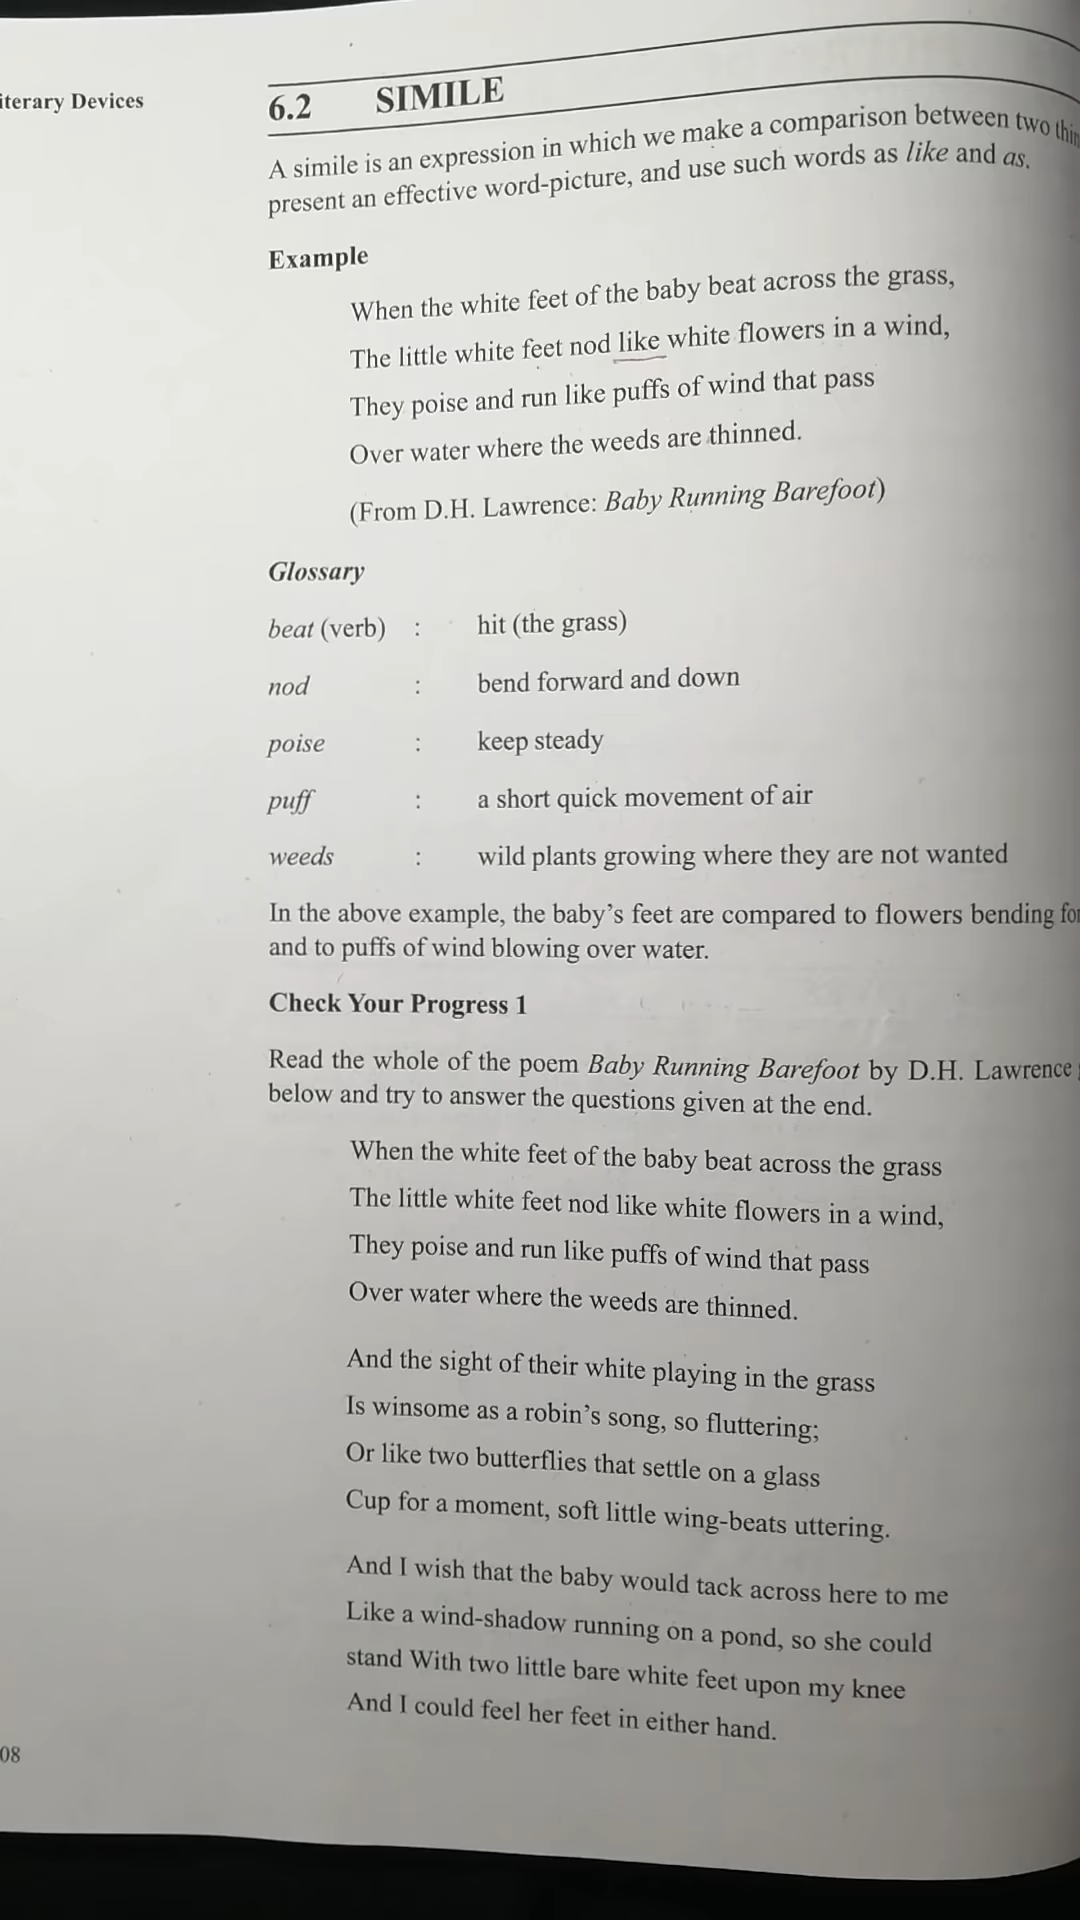 iterary Devices
6.2 SIMILE
A simile is an expression in which we make a comparison between two
present an effective word-picture, and use such words as like and as.
Example
When the white feet of the baby beat across the grass,
The little white feet nod like white flowers in a wind,
They poise and run like puffs of wind that pass
Over water where the weeds are thinned.
(From D.H. Lawrence: Baby Running Barefoot)
Glossary
beat (verb) : hit (the grass)
nod : bend forward and down
poise : keep steady
puff : a short quick movement of air
weeds : wild plants growing where they are not wanted
In the above example, the baby's feet are compared to flowers bending
and to puffs of wind blowing over water.
Check Your Progress 1
Read the whole of the poem Baby Running Barefoot by D.H. Lawrence
below and try to answer the questions given at the end.
When the white feet of the baby beat across the grass
The little white feet nod like white flowers in a wind,
They poise and run like puffs of wind that pass
Over water where the weeds are thinned.
And the sight of their white playing in the grass
Is winsome as a robin's song, so fluttering;
Or like two butterflies that settle on a glass
Cup for a moment, soft little wing-beats uttering.
And I wish that the baby would tack across here to me
Like a wind-shadow running on a pond, so she could
stand With two little bare white feet upon my knee
And I could feel her feet in either hand.
08